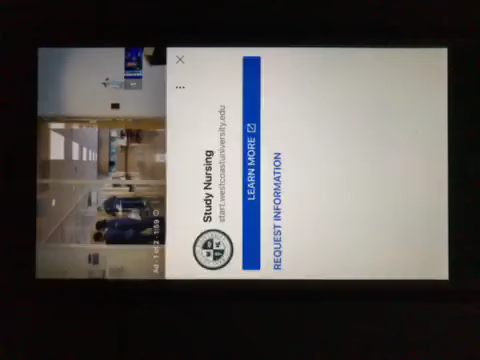 Ad · 1 of 2 · 1:59
Study Nursing
start.westcoastuniversity.edu
LEARN MORE
REQUEST INFORMATION